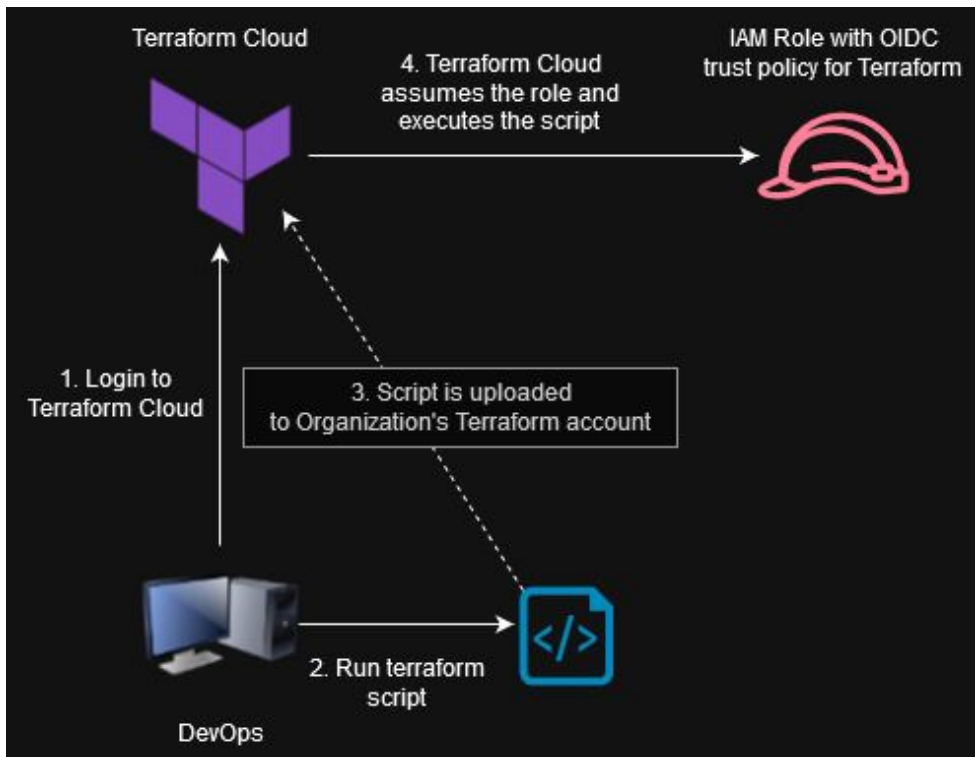 Terraform Cloud
4. Terraform Cloud
assumes the role and
executes the script
IAM Role with OIDC
trust policy for Terraform
1. Login to
Terraform Cloud
3. Script is uploaded
to Organization's Terraform account
</>
2. Run terraform
script
DevOps